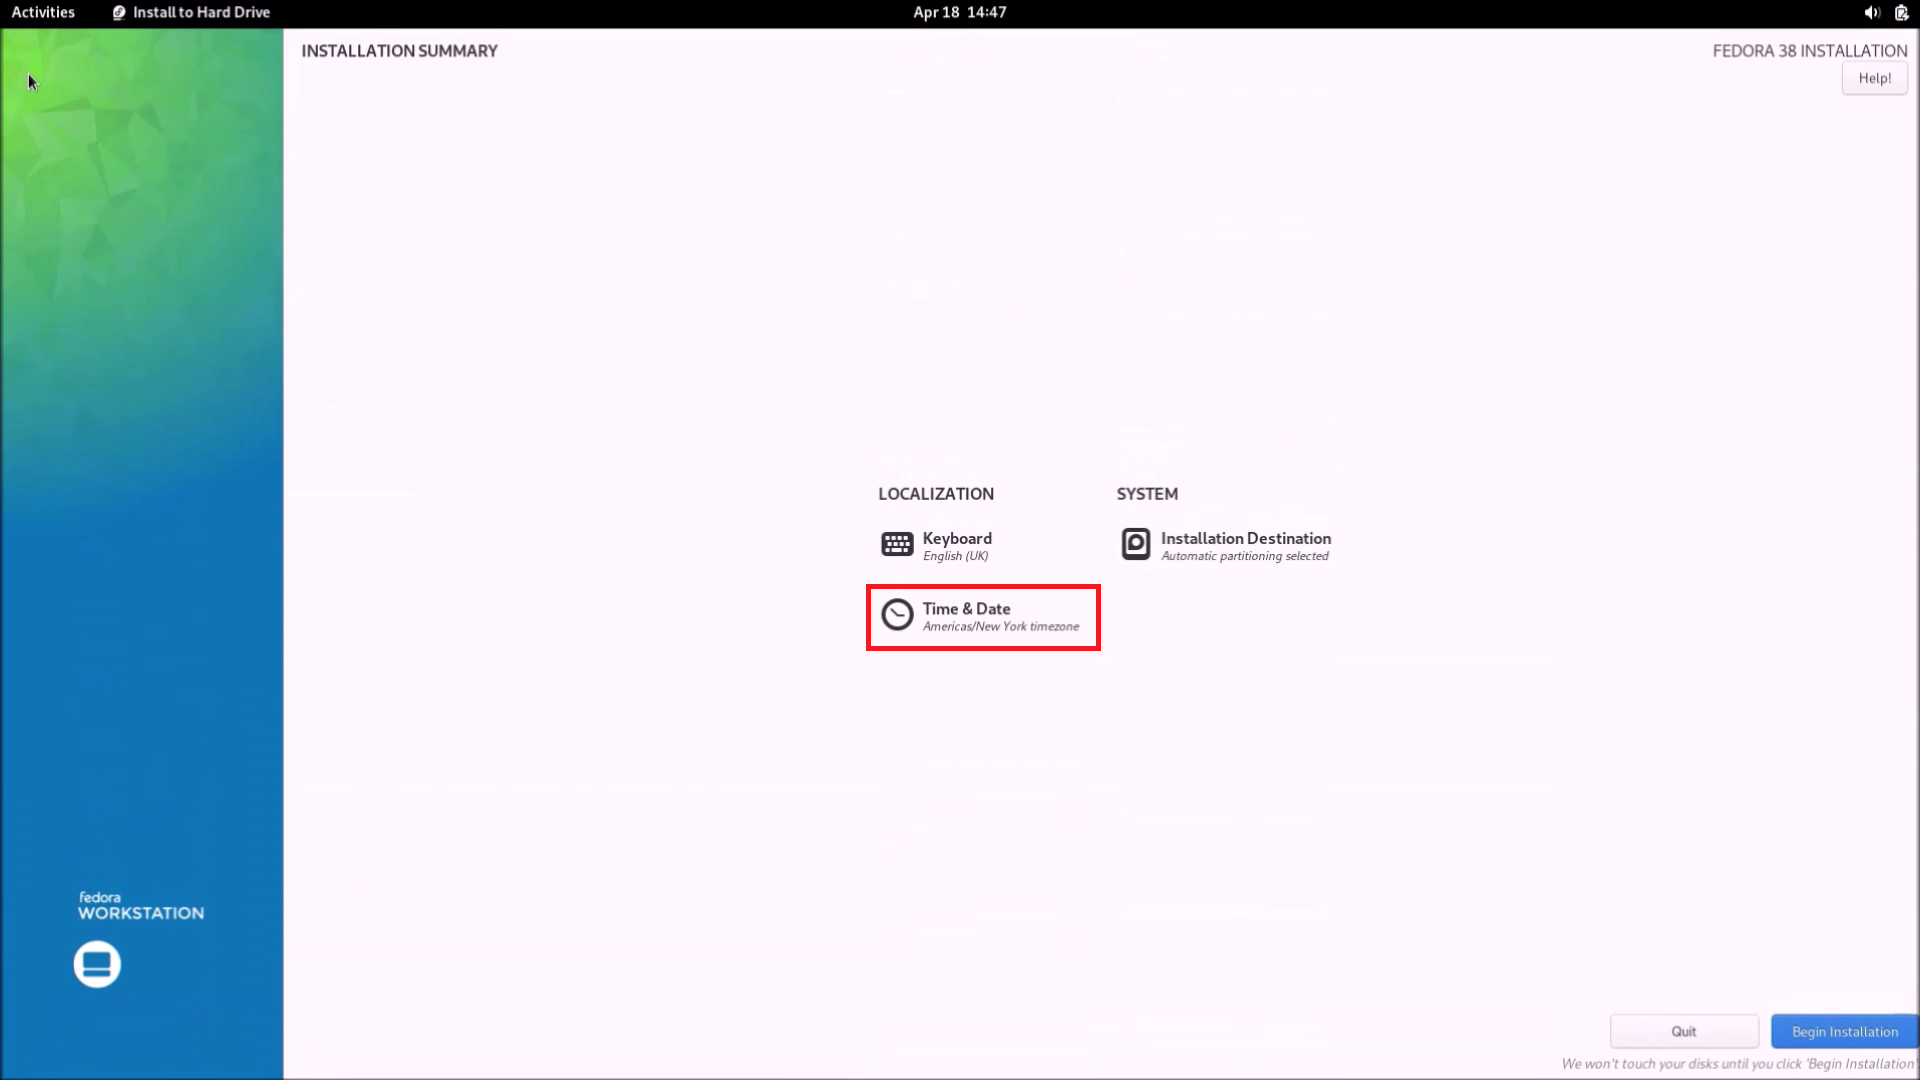 Activities
Install to Hard Drive
Apr 18 14:47
INSTALLATION SUMMARY
FEDORA 38 INSTALLATION
Help!
LOCALIZATION
SYSTEM
Keyboard
English (UK)
Installation Destination
Automatic partitioning selected
Time & Date
Americas/New York timezone
fedora
WORKSTATION
Quit
Begin Installation
We won't touch your disks until you click 'Begin Installation'